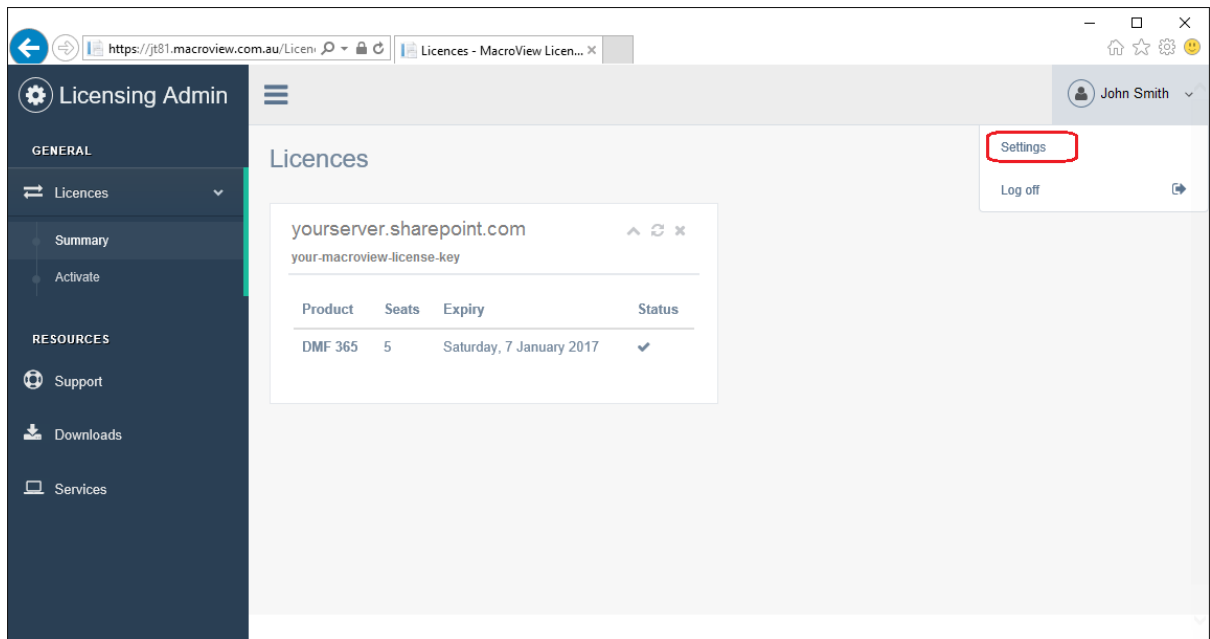 https://jt81.macroview.com.au/Licen
Licences - MacroView Licen...
Licensing Admin
John Smith
GENERAL
Licences
Summary
Activate
RESOURCES
Support
Downloads
Services
Licences
Settings
Log off
yourserver.sharepoint.com
your-macroview-license-key
Product Seats Expiry Status
DMF 365 5 Saturday, 7 January 2017